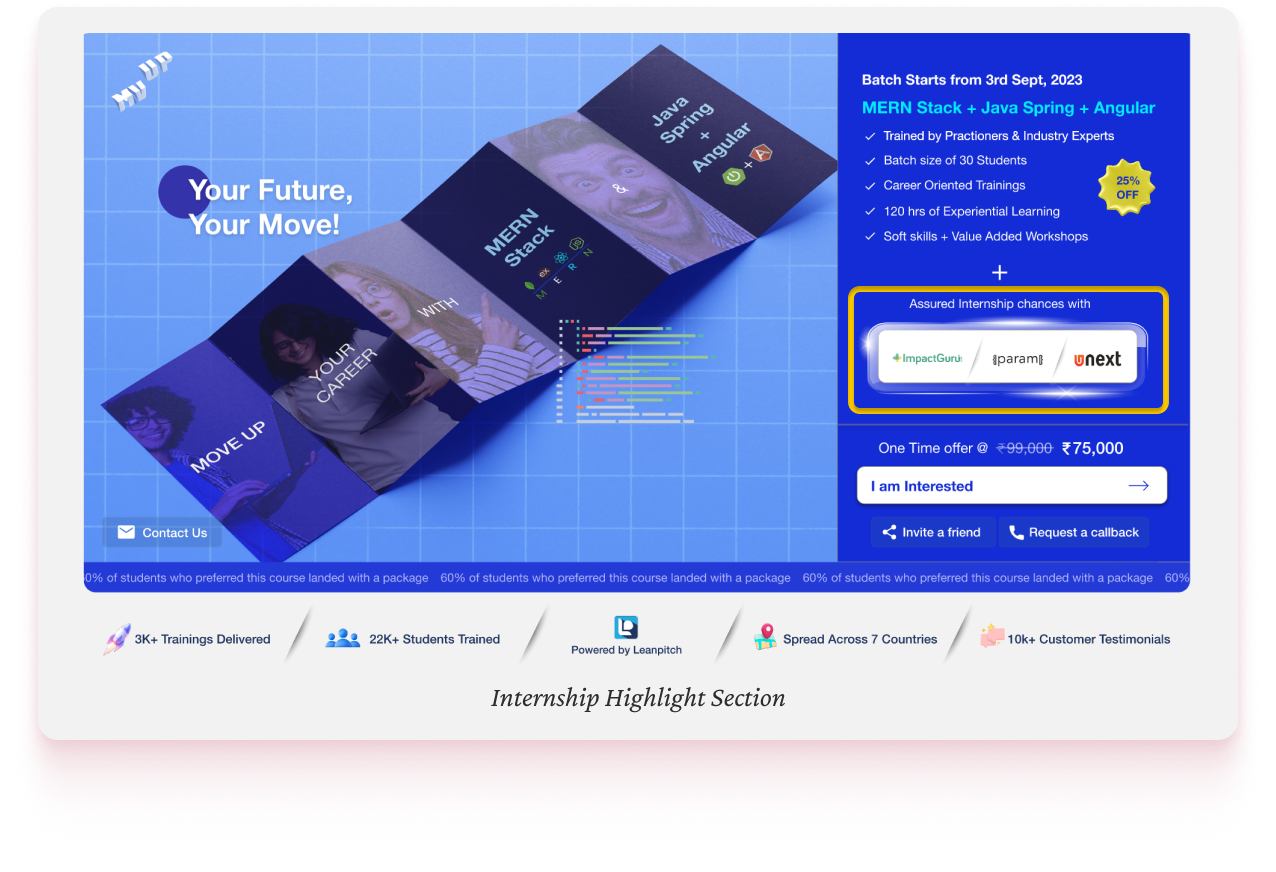 MY UP
Your Future,
Your Move!
MOVE UP
YOUR
CAREER
WITH
MERN
Stack
ex
JS
M E R N
&
Java
Spring
+
Angular
+
A
Contact Us
Batch Starts from 3rd Sept, 2023
MERN Stack + Java Spring + Angular
Trained by Practioners & Industry Experts
Batch size of 30 Students
Career Oriented Trainings
120 hrs of Experiential Learning
Soft skills + Value Added Workshops
25%
OFF
+
Assured Internship chances with
ImpactGuru
param
unext
One Time offer @ ₹99,000 ₹75,000
I am Interested
Invite a friend
Request a callback
0% of students who preferred this course landed with a package 60% of students who preferred this course landed with a package 60% of students who preferred this course landed with a package 60%
3K+ Trainings Delivered
22K+ Students Trained
Powered by Leanpitch
Spread Across 7 Countries
10k+ Customer Testimonials
Internship Highlight Section